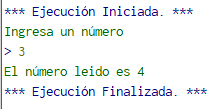 *** Ejecución Iniciada. ***
Ingresa un número
> 3
El número leido es 4
*** Ejecución Finalizada. ***